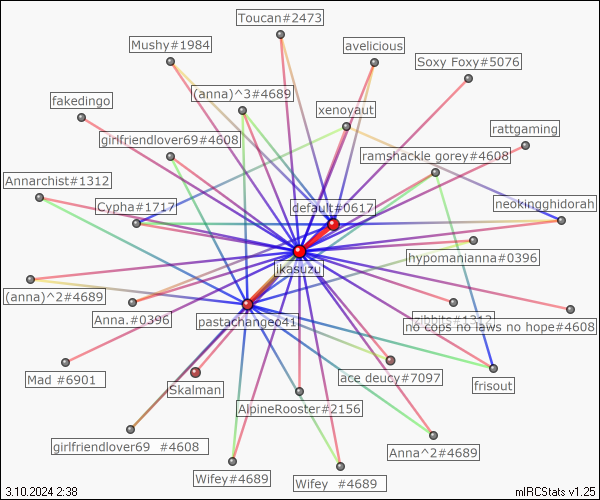 Toucan#2473
Mushy#1984
avelicious
Soxy Foxy#5076
(anna)^3#4689
fakedingo
xenoyaut
rattgaming
girlfriendlover69#4608
ramshackle gorey#4608
Annarchist#1312
Cypha#1717
default#0617
neokingghidorah
hypomanianna#0396
ikasuzu
(anna)^2#4689
Anna.#0396
pastachange641
no cops no laws no hope#4608
Mad #6901
Skalman
ace deucy#7097
frisout
AlpineRooster#2156
girlfriendlover69 #4608
Anna^2#4689
Wifey#4689
Wifey #4689
3.10.2024 2:38
mIRCStats v1.25